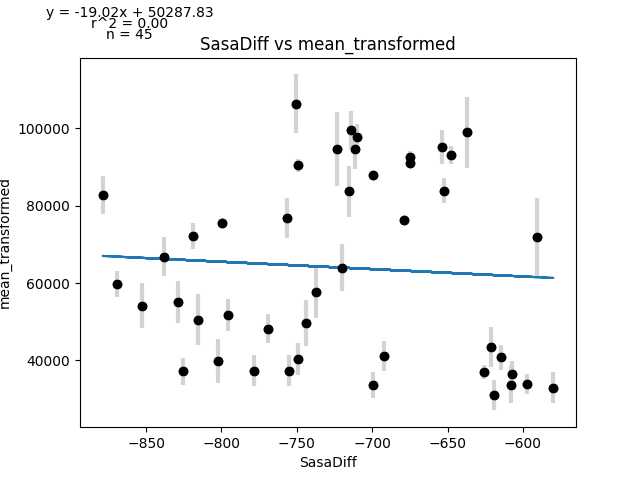 y = -19.02x + 50287.83
r^2 = 0.00
n = 45
SasaDiff vs mean_transformed
100000
80000
60000
40000
mean_transformed
−850 −800 −750 −700 −650 −600
SasaDiff